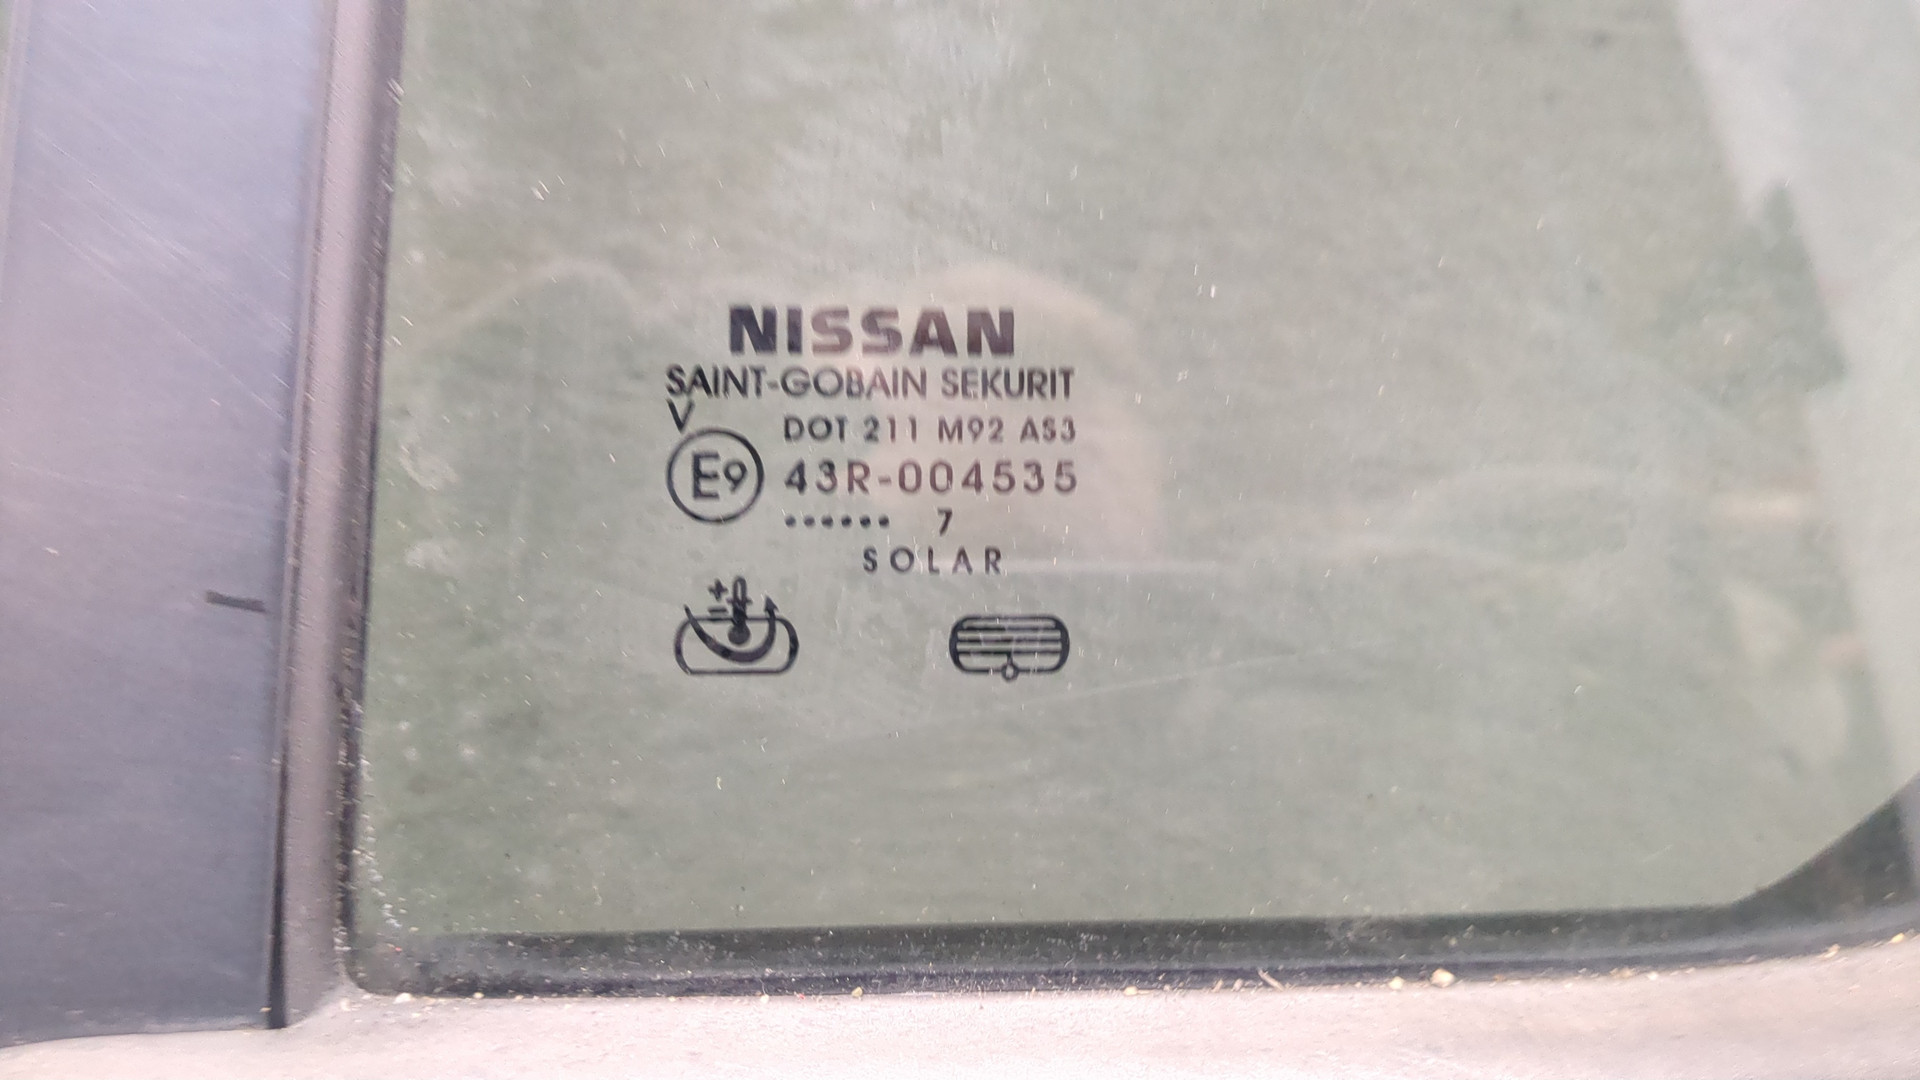 NISSAN
SAINT-GOBAIN SEKURIT
V
DOT 211 M92 AS3
E9 43R-004535
•••••• 7
SOLAR